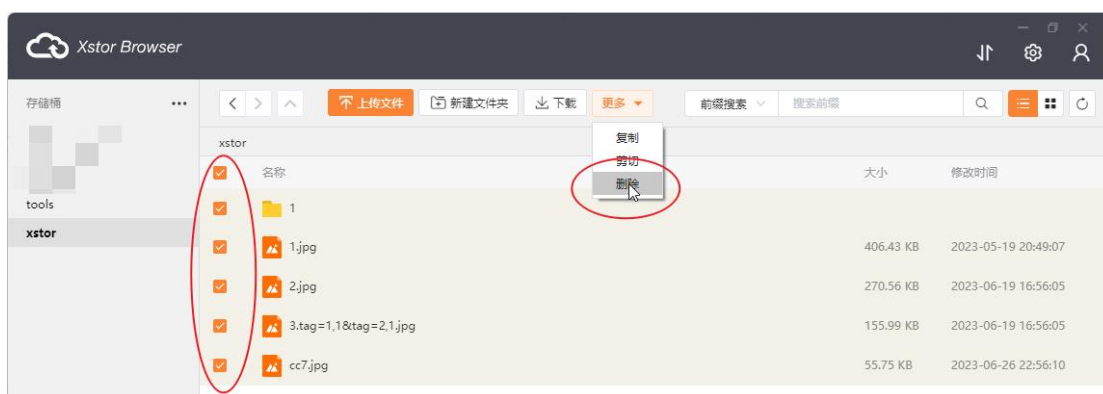 Xstor Browser
存储桶 ••• 上传文件 新建文件夹 下载 更多 前缀搜索 搜索前缀
复制
xstor
剪切
名称 大小 修改时间
删除
tools
1
xstor
1.jpg 406.43 KB 2023-05-19 20:49:07
2.jpg 270.56 KB 2023-06-19 16:56:05
3.tag=1,1&tag=2,1.jpg 155.99 KB 2023-06-19 16:56:05
cc7.jpg 55.75 KB 2023-06-26 22:56:10